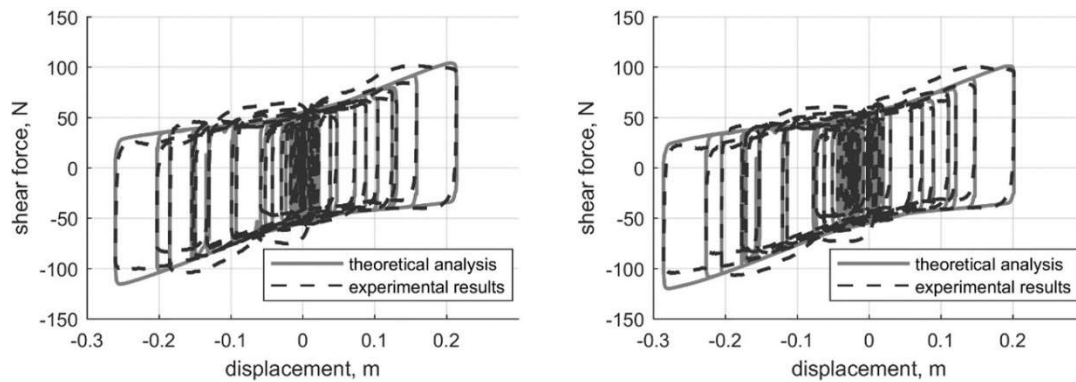 150
100
50
0
-50
-100
-150
shear force, N
-0.3 -0.2 -0.1 0 0.1 0.2
displacement, m
theoretical analysis
experimental results
150
100
50
0
-50
-100
-150
shear force, N
-0.3 -0.2 -0.1 0 0.1 0.2
displacement, m
theoretical analysis
experimental results